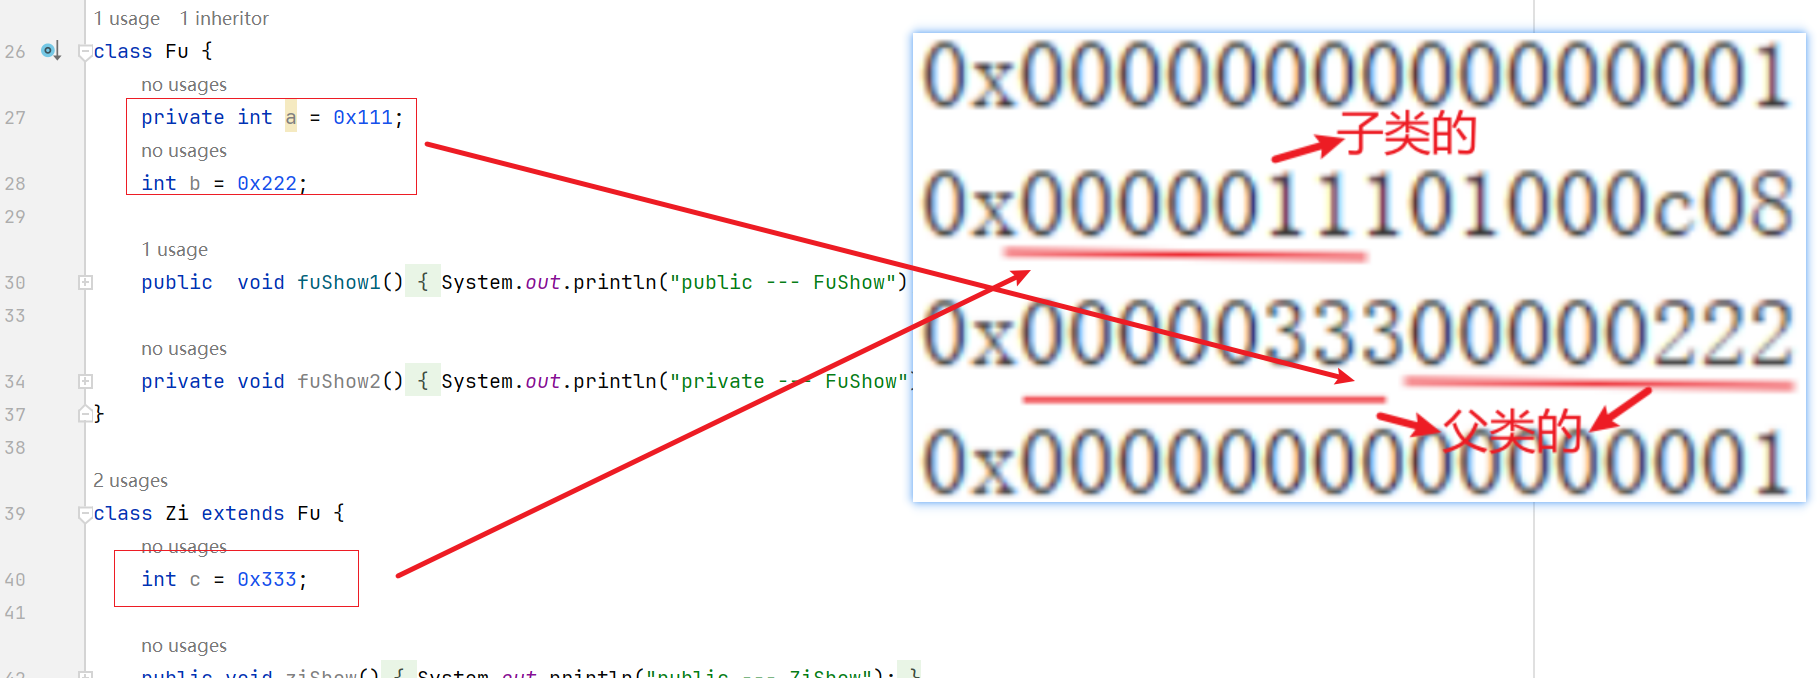 1 usage   1 inheritor
26 class Fu {
no usages
27 private int a = 0x111;
no usages
28 int b = 0x222;
29
1 usage
30 public  void fuShow1() { System.out.println("public --- FuShow")
33
no usages
34 private void fuShow2() { System.out.println("private --- FuShow")
37 }
38
2 usages
39 class Zi extends Fu {
no usages
40 int c = 0x333;
41
no usages
42 public void ziShow() { System.out.println("public --- ZiShow"); }
0x0000000000000001
子类的
0x0000011101000c08
0x0000033300000222
父类的
0x0000000000000001